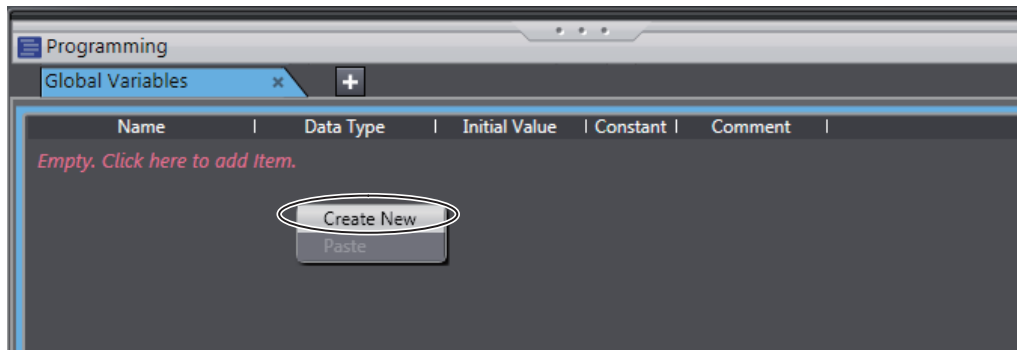 Programming
Global Variables
Name Data Type Initial Value Constant Comment
Empty. Click here to add Item.
Create New
Paste